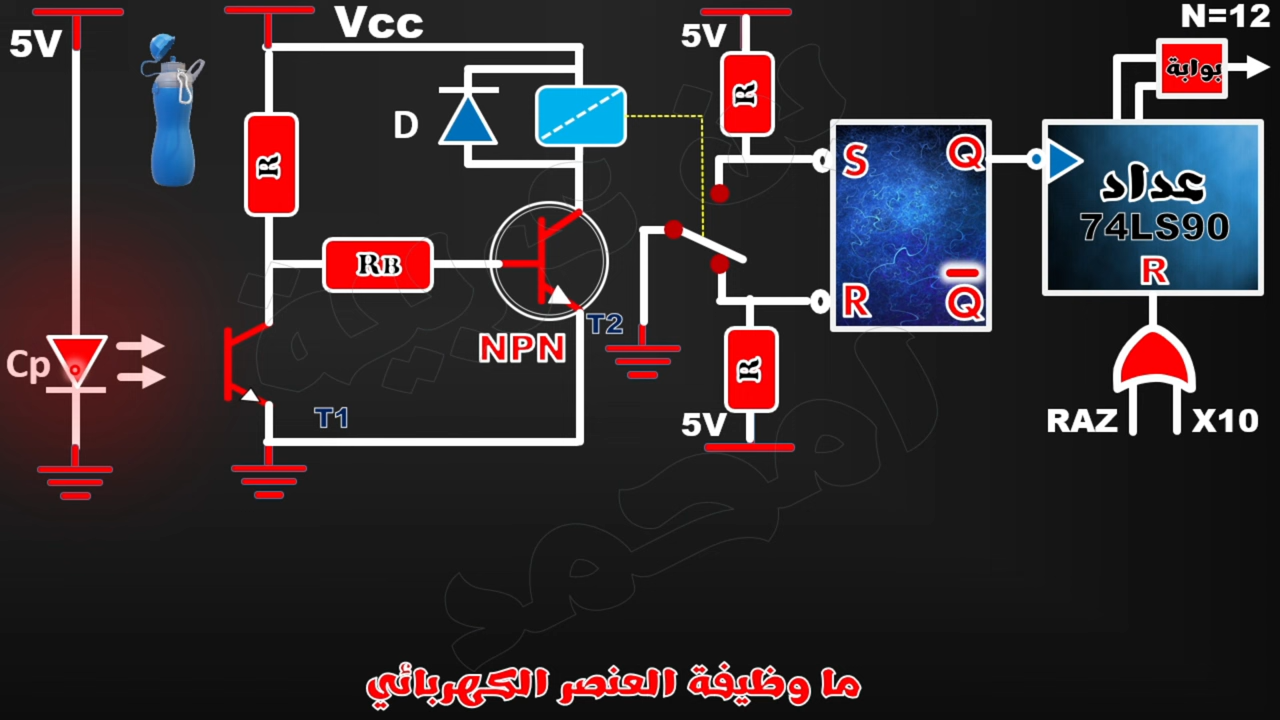 5V
Vcc
5V
N=12
بوابة
R
R
D
S
Q
عداد
74LS90
R
RB
R
Q
NPN
T2
Cp
R
T1
5V
RAZ
X10
ما وظيفة العنصر الكهربائي